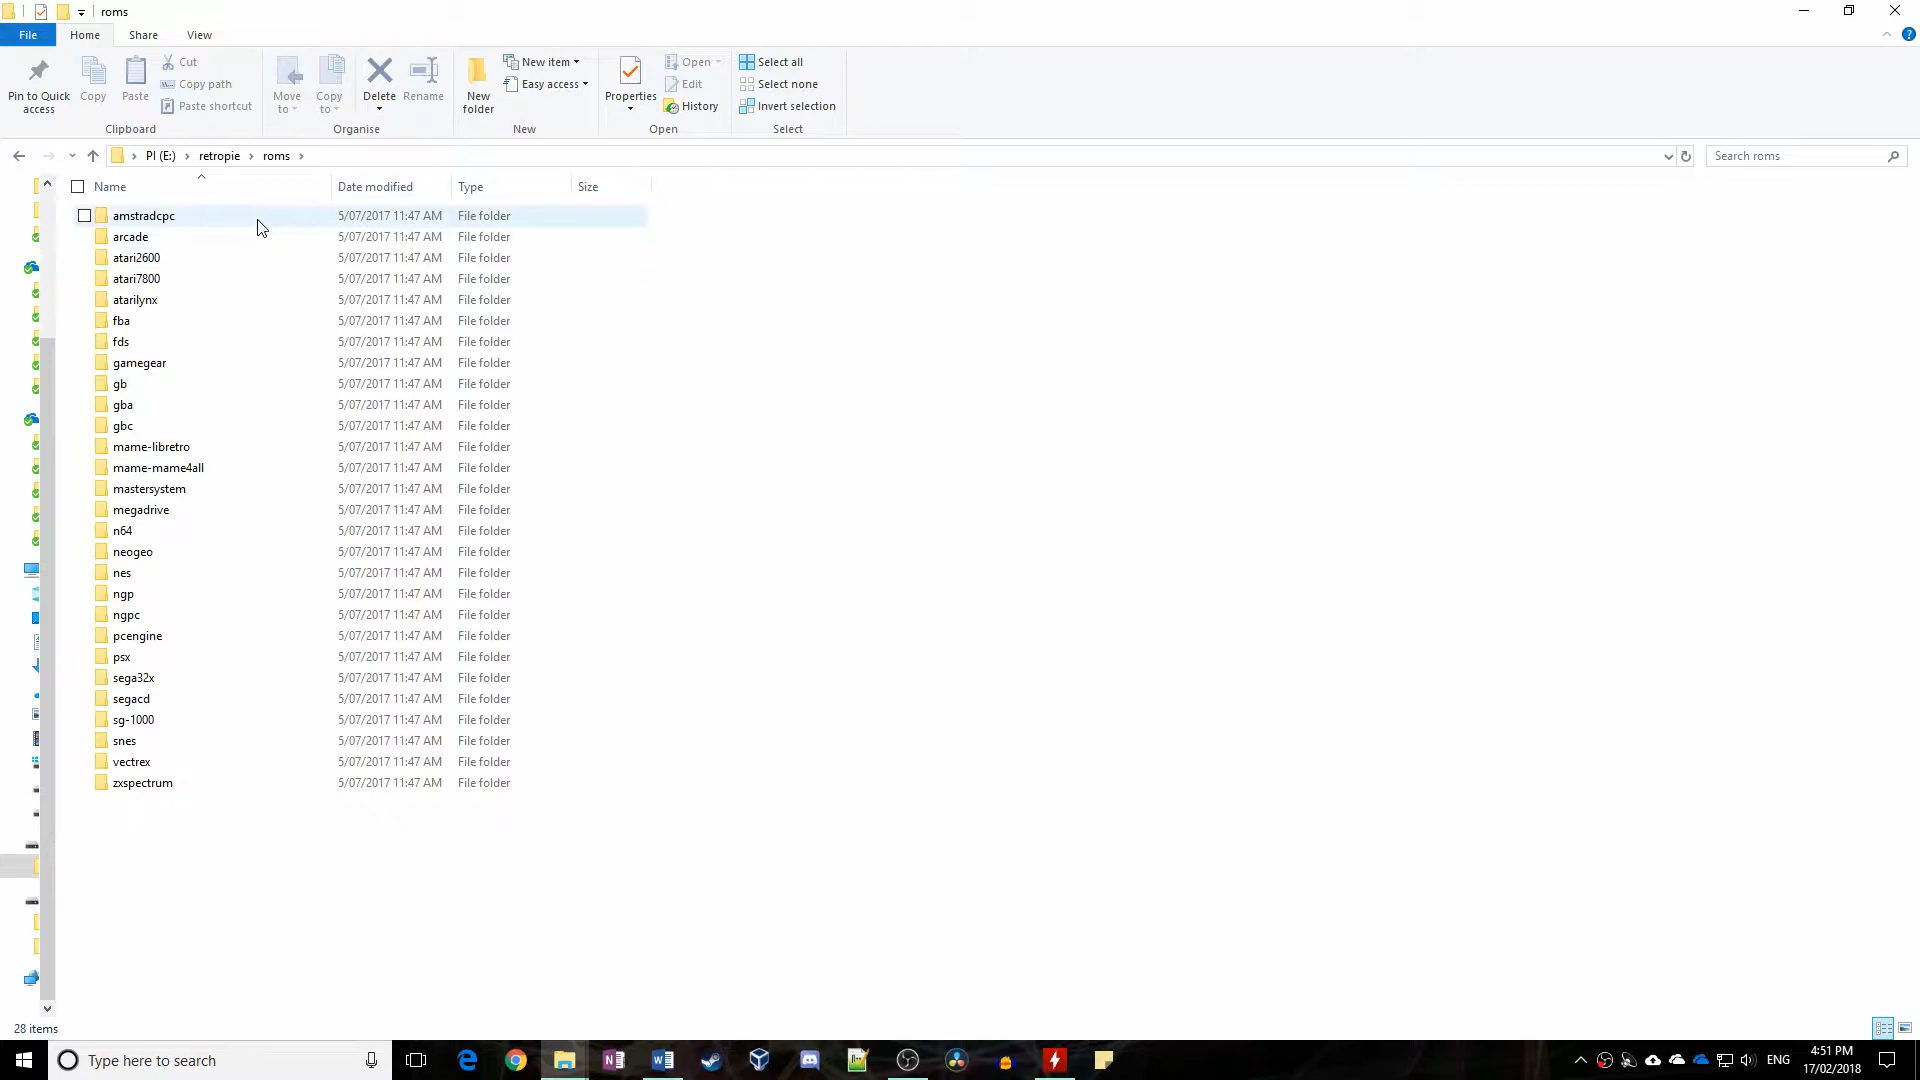 roms
File Home Share View
Pin to Quick access
Copy
Paste
Cut
Copy path
Paste shortcut
Clipboard
Move to
Copy to
Delete
Rename
Organise
New folder
New item
Easy access
New
Properties
Open
Edit
History
Open
Select all
Select none
Invert selection
Select
PI (E:) retropie roms
Search roms
Name Date modified Type Size
amstradcpc 5/07/2017 11:47 AM File folder
arcade 5/07/2017 11:47 AM File folder
atari2600 5/07/2017 11:47 AM File folder
atari7800 5/07/2017 11:47 AM File folder
atarilynx 5/07/2017 11:47 AM File folder
fba 5/07/2017 11:47 AM File folder
fds 5/07/2017 11:47 AM File folder
gamegear 5/07/2017 11:47 AM File folder
gb 5/07/2017 11:47 AM File folder
gba 5/07/2017 11:47 AM File folder
gbc 5/07/2017 11:47 AM File folder
mame-libretro 5/07/2017 11:47 AM File folder
mame-mame4all 5/07/2017 11:47 AM File folder
mastersystem 5/07/2017 11:47 AM File folder
megadrive 5/07/2017 11:47 AM File folder
n64 5/07/2017 11:47 AM File folder
neogeo 5/07/2017 11:47 AM File folder
nes 5/07/2017 11:47 AM File folder
ngp 5/07/2017 11:47 AM File folder
ngpc 5/07/2017 11:47 AM File folder
pcengine 5/07/2017 11:47 AM File folder
psx 5/07/2017 11:47 AM File folder
sega32x 5/07/2017 11:47 AM File folder
segacd 5/07/2017 11:47 AM File folder
sg-1000 5/07/2017 11:47 AM File folder
snes 5/07/2017 11:47 AM File folder
vectrex 5/07/2017 11:47 AM File folder
zxspectrum 5/07/2017 11:47 AM File folder
28 items
Type here to search
ENG
4:51 PM
17/02/2018